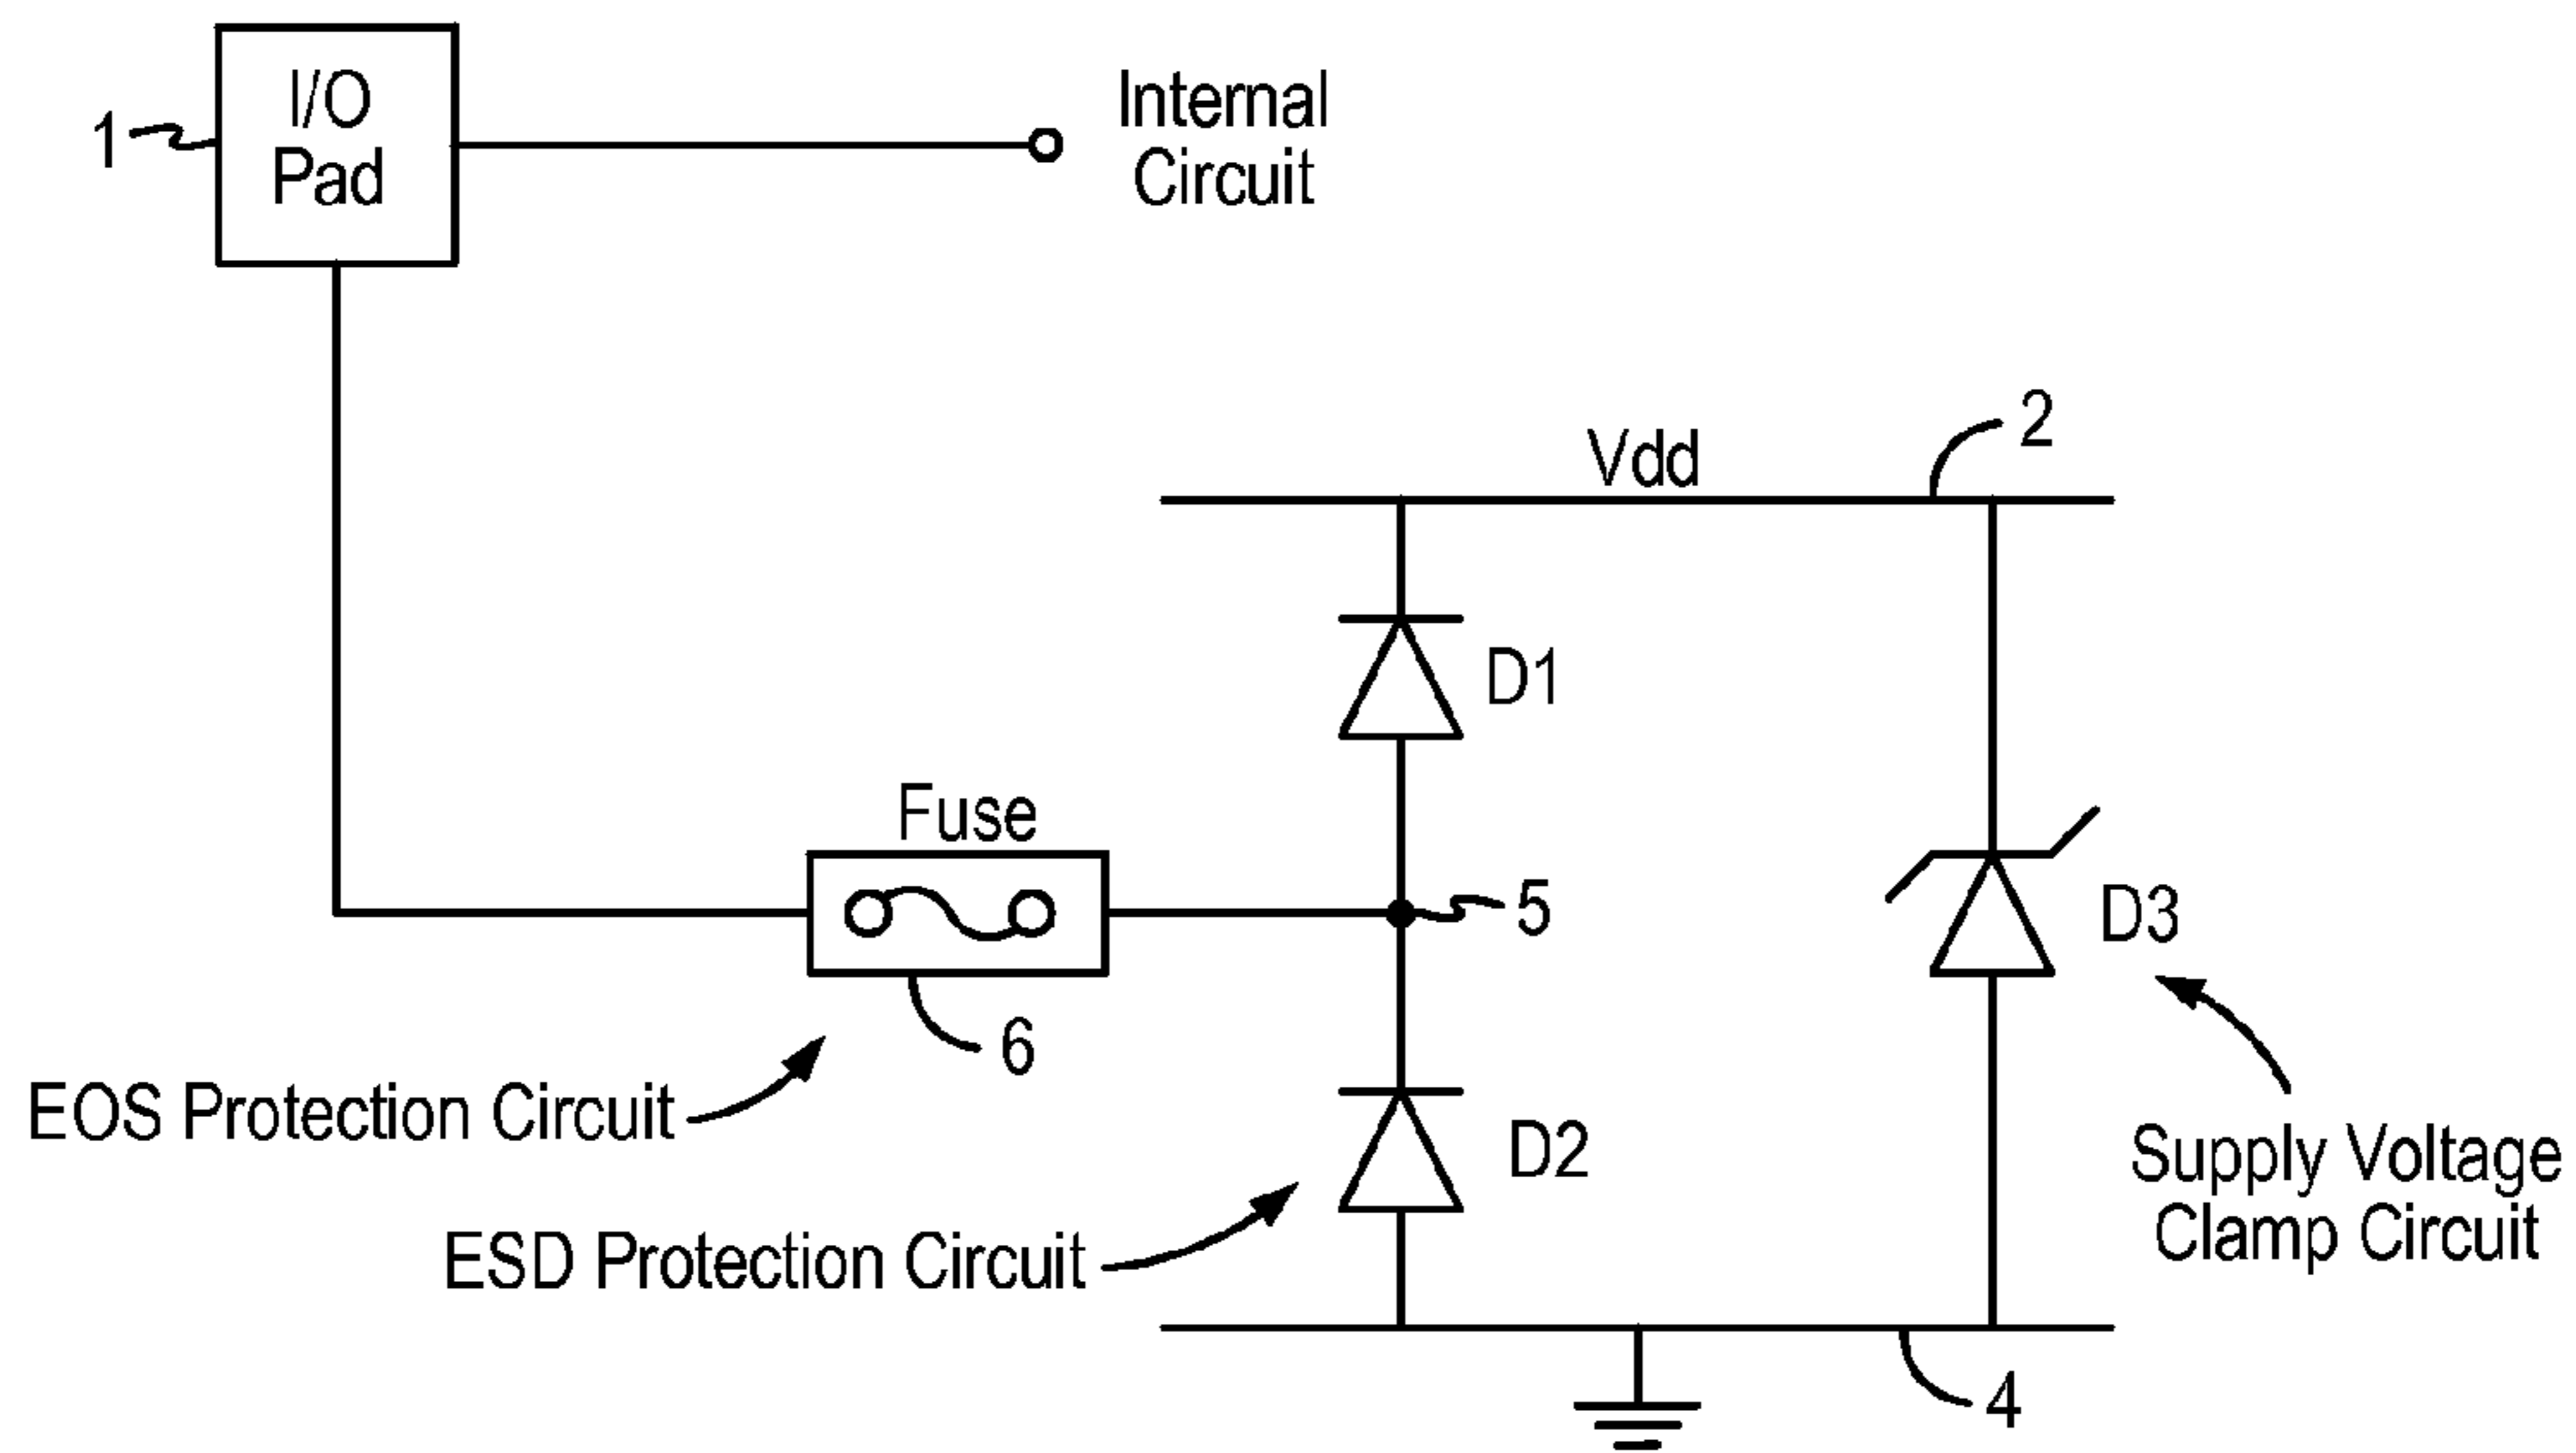 I/O
Pad
1
Internal
Circuit
2
Vdd
D1
Fuse
5
D3
6
EOS Protection Circuit
D2
Supply Voltage
Clamp Circuit
ESD Protection Circuit
4